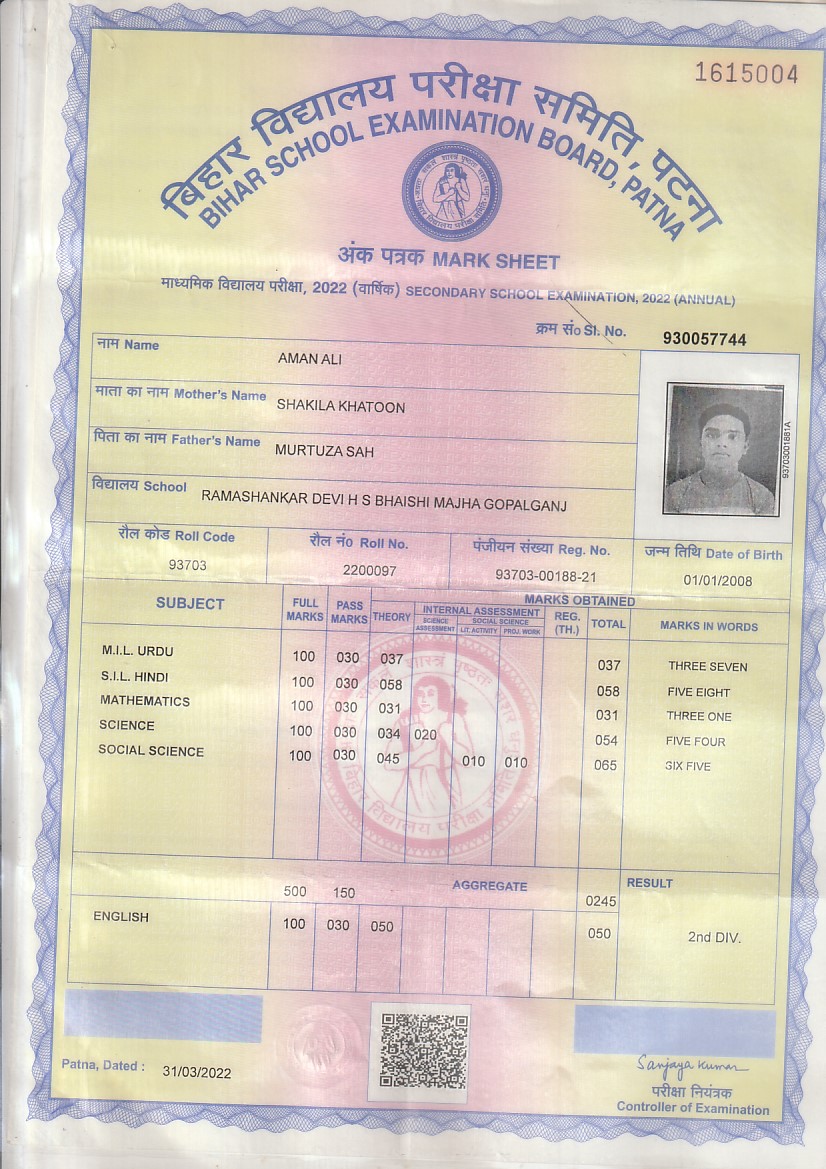 1615004
बिहार विद्यालय परीक्षा समिति, पटना
BIHAR SCHOOL EXAMINATION BOARD, PATNA
अंक पत्रक MARK SHEET
माध्यमिक विद्यालय परीक्षा, 2022 (वार्षिक) SECONDARY SCHOOL EXAMINATION, 2022 (ANNUAL)
क्रम सं० Sl. No. 930057744
नाम Name AMAN ALI
माता का नाम Mother's Name SHAKILA KHATOON
पिता का नाम Father's Name MURTUZA SAH
विद्यालय School RAMASHANKAR DEVI H S BHAISHI MAJHA GOPALGANJ
93703001881A
रौल कोड Roll Code रौल नं० Roll No. पंजीयन संख्या Reg. No. जन्म तिथि Date of Birth
93703 2200097 93703-00188-21 01/01/2008
SUBJECT FULL MARKS PASS MARKS MARKS OBTAINED
THEORY INTERNAL ASSESSMENT REG. (TH.) TOTAL MARKS IN WORDS
SCIENCE ASSESSMENT SOCIAL SCIENCE
LIT. ACTIVITY PROJ. WORK
M.I.L. URDU 100 030 037 037 THREE SEVEN
S.I.L. HINDI 100 030 058 058 FIVE EIGHT
MATHEMATICS 100 030 031 031 THREE ONE
SCIENCE 100 030 034 020 054 FIVE FOUR
SOCIAL SCIENCE 100 030 045 010 010 065 SIX FIVE
बिहार विद्यालय परीक्षा समिति
500 150 AGGREGATE 0245 RESULT
ENGLISH 100 030 050 050 2nd DIV.
Patna, Dated : 31/03/2022
Sanjaya Kumar
परीक्षा नियंत्रक
Controller of Examination